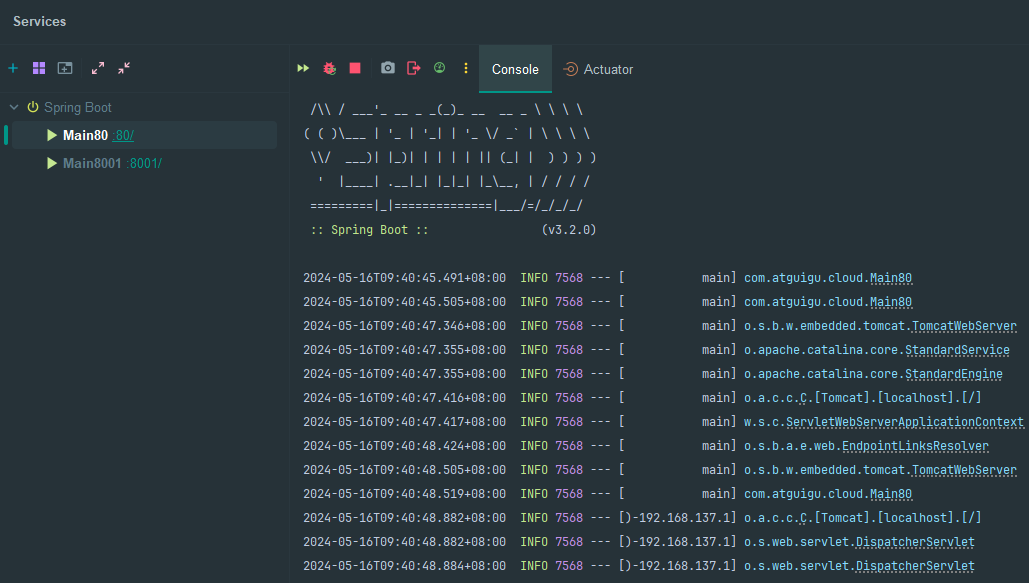 Services
Console
Actuator
Spring Boot
Main80 :80/
Main8001 :8001/
 /\\ / ___'_ __ _ _(_)_ __  __ _ \ \ \ \
( ( )\___ | '_ | '_| | '_ \/ _` | \ \ \ \
 \\/  ___)| |_)| | | | | || (_| |  ) ) ) )
  '  |____| .__|_| |_|_| |_\__, | / / / /
 =========|_|==============|___/=/_/_/_/
 :: Spring Boot ::                (v3.2.0)
2024-05-16T09:40:45.491+08:00  INFO 7568 --- [           main] com.atguigu.cloud.Main80
2024-05-16T09:40:45.505+08:00  INFO 7568 --- [           main] com.atguigu.cloud.Main80
2024-05-16T09:40:47.346+08:00  INFO 7568 --- [           main] o.s.b.w.embedded.tomcat.TomcatWebServer
2024-05-16T09:40:47.355+08:00  INFO 7568 --- [           main] o.apache.catalina.core.StandardService
2024-05-16T09:40:47.355+08:00  INFO 7568 --- [           main] o.apache.catalina.core.StandardEngine
2024-05-16T09:40:47.416+08:00  INFO 7568 --- [           main] o.a.c.c.C.[Tomcat].[localhost].[/]
2024-05-16T09:40:47.417+08:00  INFO 7568 --- [           main] w.s.c.ServletWebServerApplicationContext
2024-05-16T09:40:48.424+08:00  INFO 7568 --- [           main] o.s.b.a.e.web.EndpointLinksResolver
2024-05-16T09:40:48.505+08:00  INFO 7568 --- [           main] o.s.b.w.embedded.tomcat.TomcatWebServer
2024-05-16T09:40:48.519+08:00  INFO 7568 --- [           main] com.atguigu.cloud.Main80
2024-05-16T09:40:48.882+08:00  INFO 7568 --- [)-192.168.137.1] o.a.c.c.C.[Tomcat].[localhost].[/]
2024-05-16T09:40:48.882+08:00  INFO 7568 --- [)-192.168.137.1] o.s.web.servlet.DispatcherServlet
2024-05-16T09:40:48.884+08:00  INFO 7568 --- [)-192.168.137.1] o.s.web.servlet.DispatcherServlet